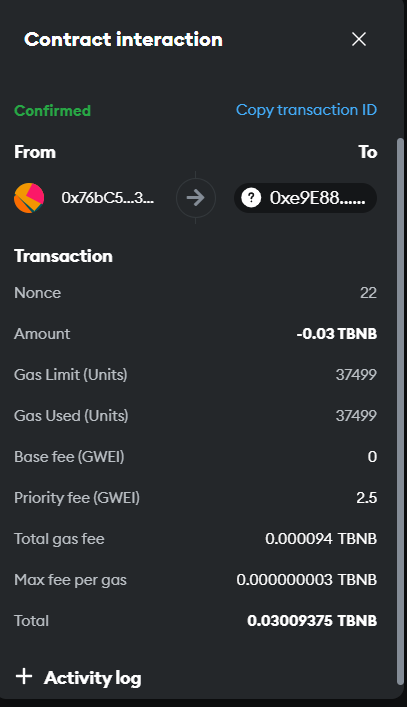 Contract interaction
Confirmed Copy transaction ID
From To
0x76bC5...3... 0xe9E88......
Transaction
Nonce 22
Amount -0.03 TBNB
Gas Limit (Units) 37499
Gas Used (Units) 37499
Base fee (GWEI) 0
Priority fee (GWEI) 2.5
Total gas fee 0.000094 TBNB
Max fee per gas 0.000000003 TBNB
Total 0.03009375 TBNB
+ Activity log